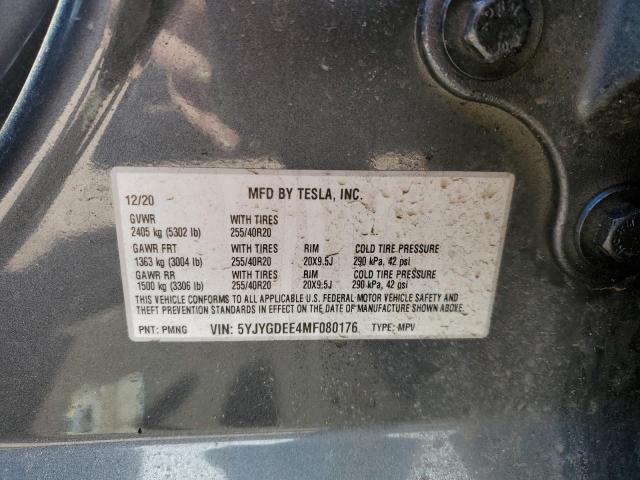 12/20 MFD BY TESLA, INC.
GVWR WITH TIRES
2405 kg (5302 lb) 255/40R20
GAWR FRT WITH TIRES RIM COLD TIRE PRESSURE
1363 kg (3004 lb) 255/40R20 20X9.5J 290 kPa, 42 psi
GAWR RR WITH TIRES RIM COLD TIRE PRESSURE
1500 kg (3306 lb) 255/40R20 20X9.5J 290 kPa, 42 psi
THIS VEHICLE CONFORMS TO ALL APPLICABLE U.S. FEDERAL MOTOR VEHICLE SAFETY AND
THEFT PREVENTION STANDARDS IN EFFECT ON THE DATE OF MANUFACTURE SHOWN ABOVE.
PNT: PMNG VIN: 5YJYGDEE4MF080176 TYPE: MPV